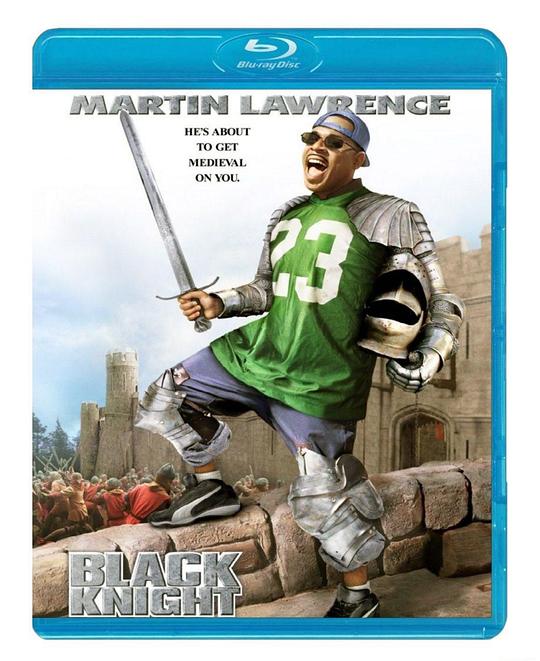 Blu-ray Disc
MARTIN LAWRENCE
HE'S ABOUT
TO GET
MEDIEVAL
ON YOU.
23
BLACK
KNIGHT